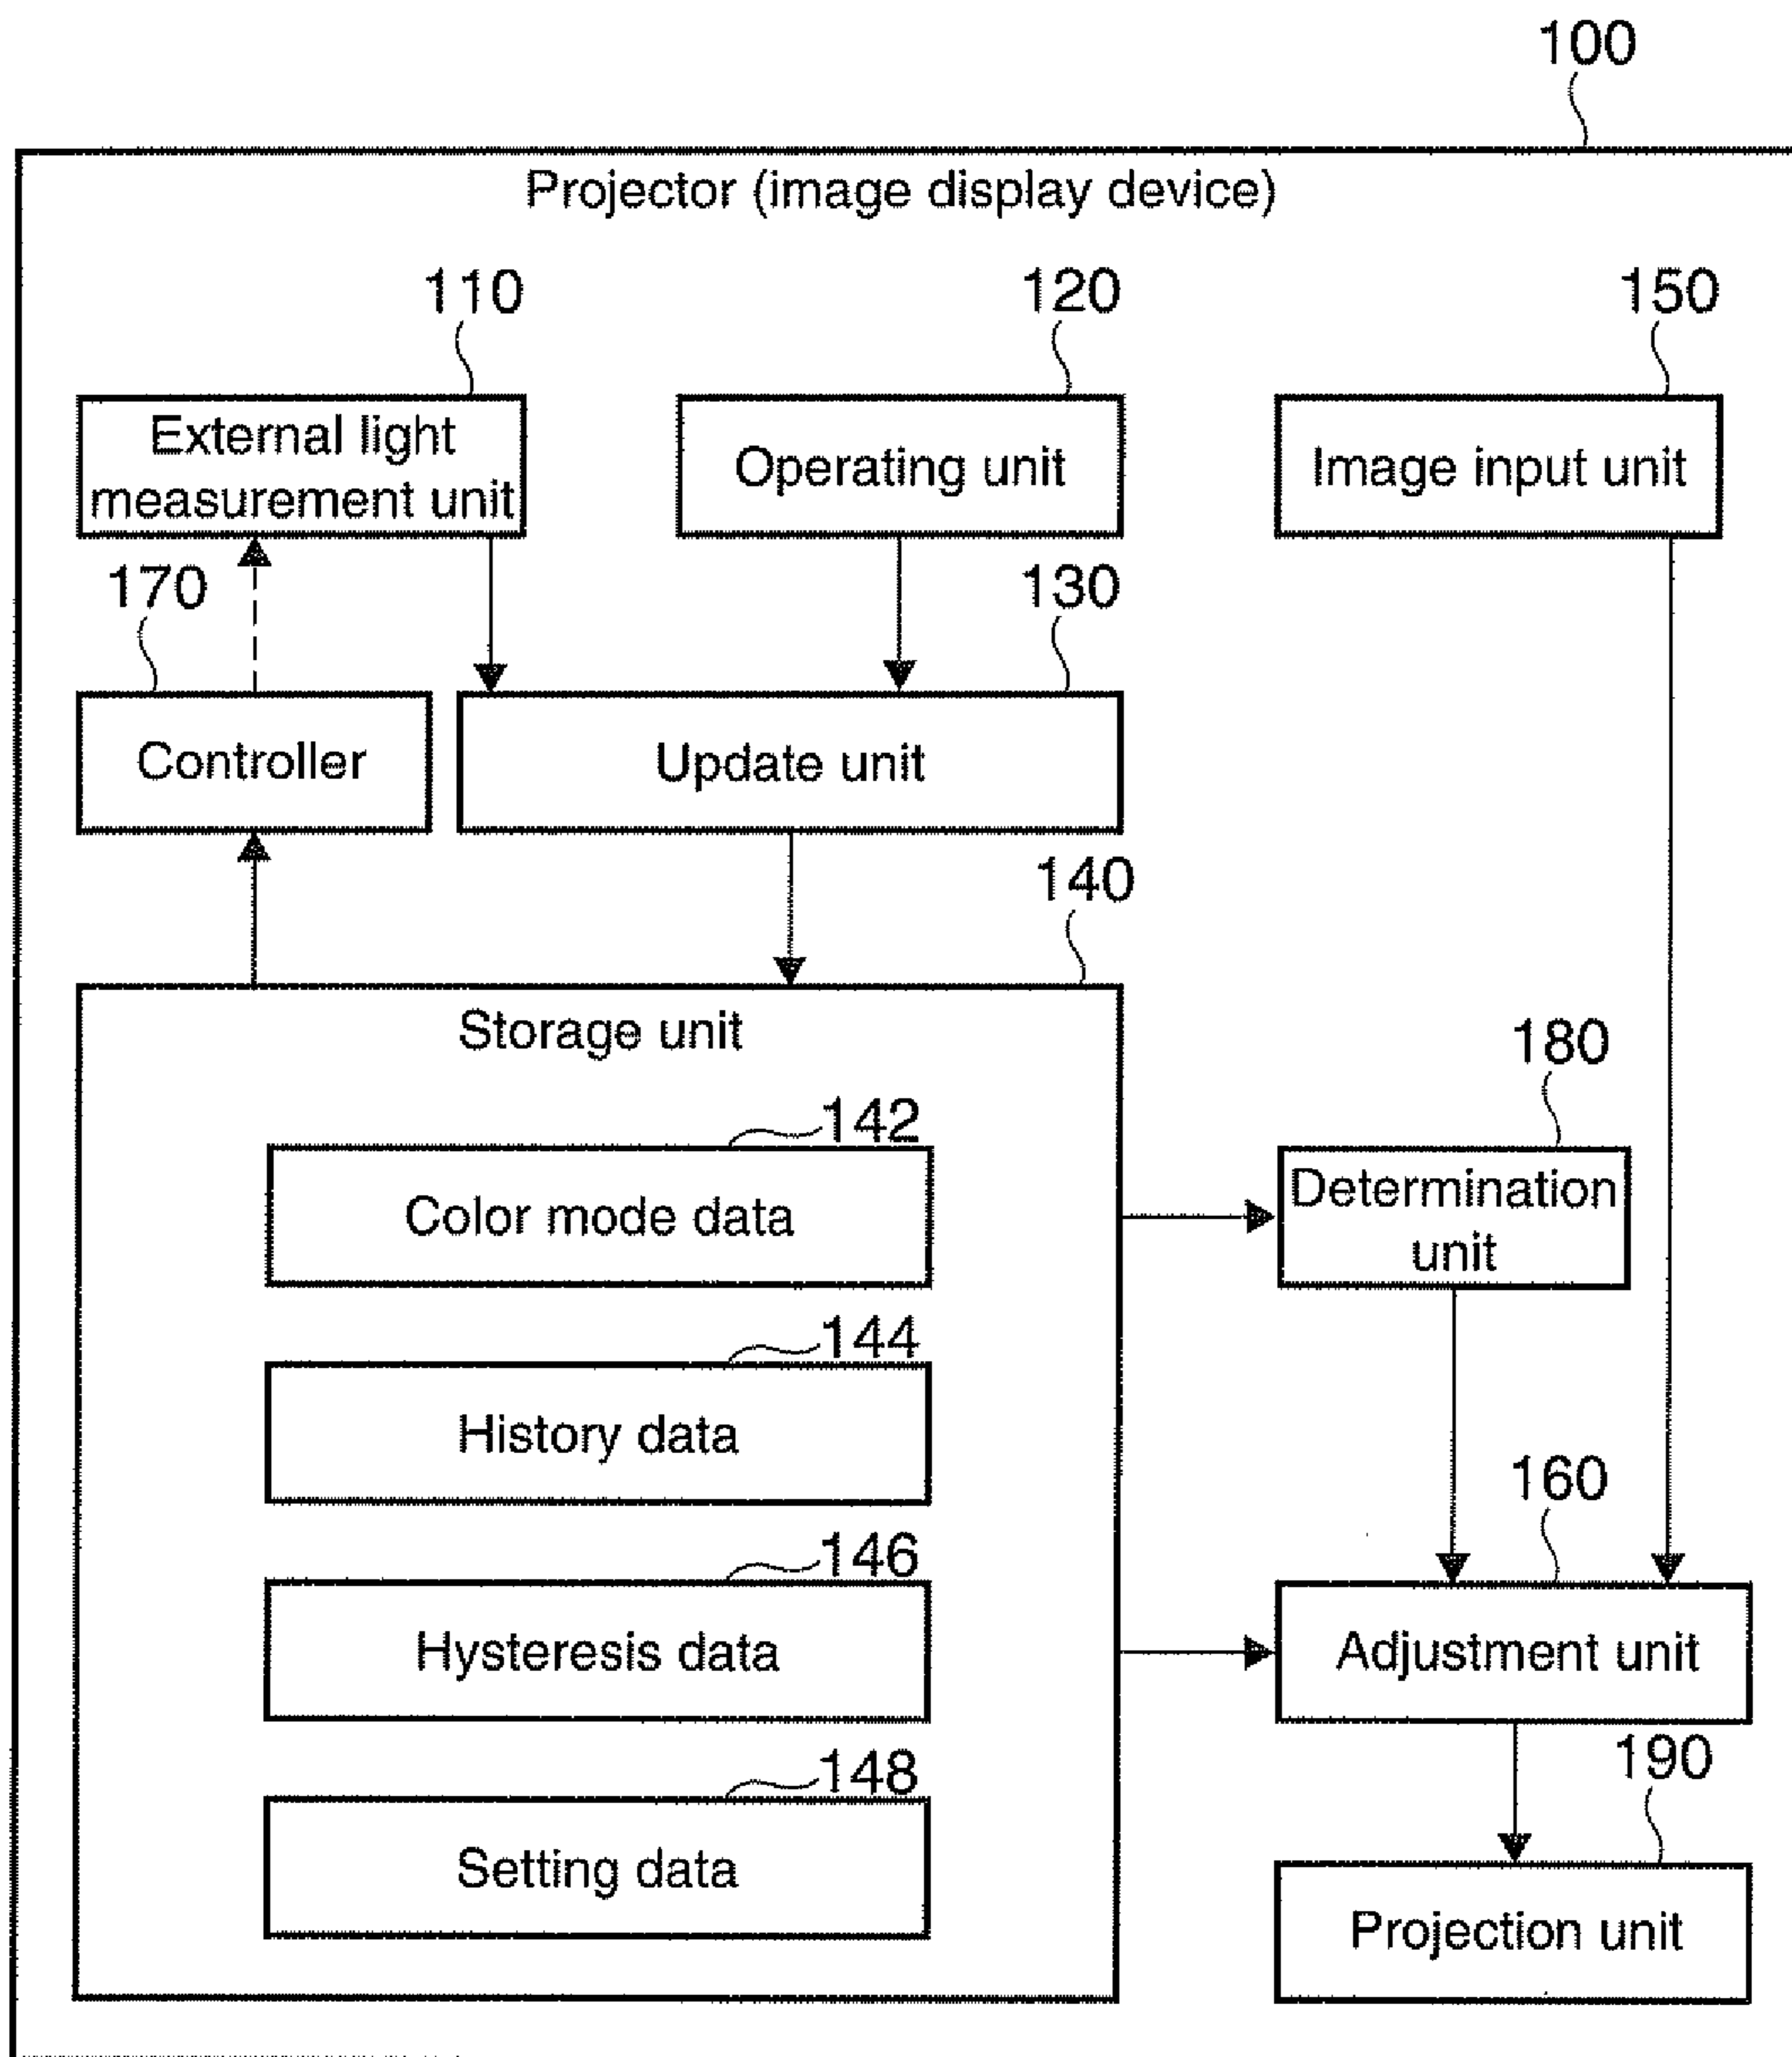 100
Projector (image display device)
110
120
150
External light
measurement unit
Operating unit
Image input unit
170
130
Controller
Update unit
140
Storage unit
180
142
Color mode data
Determination
unit
144
History data
160
146
Hysteresis data
Adjustment unit
190
148
Setting data
Projection unit